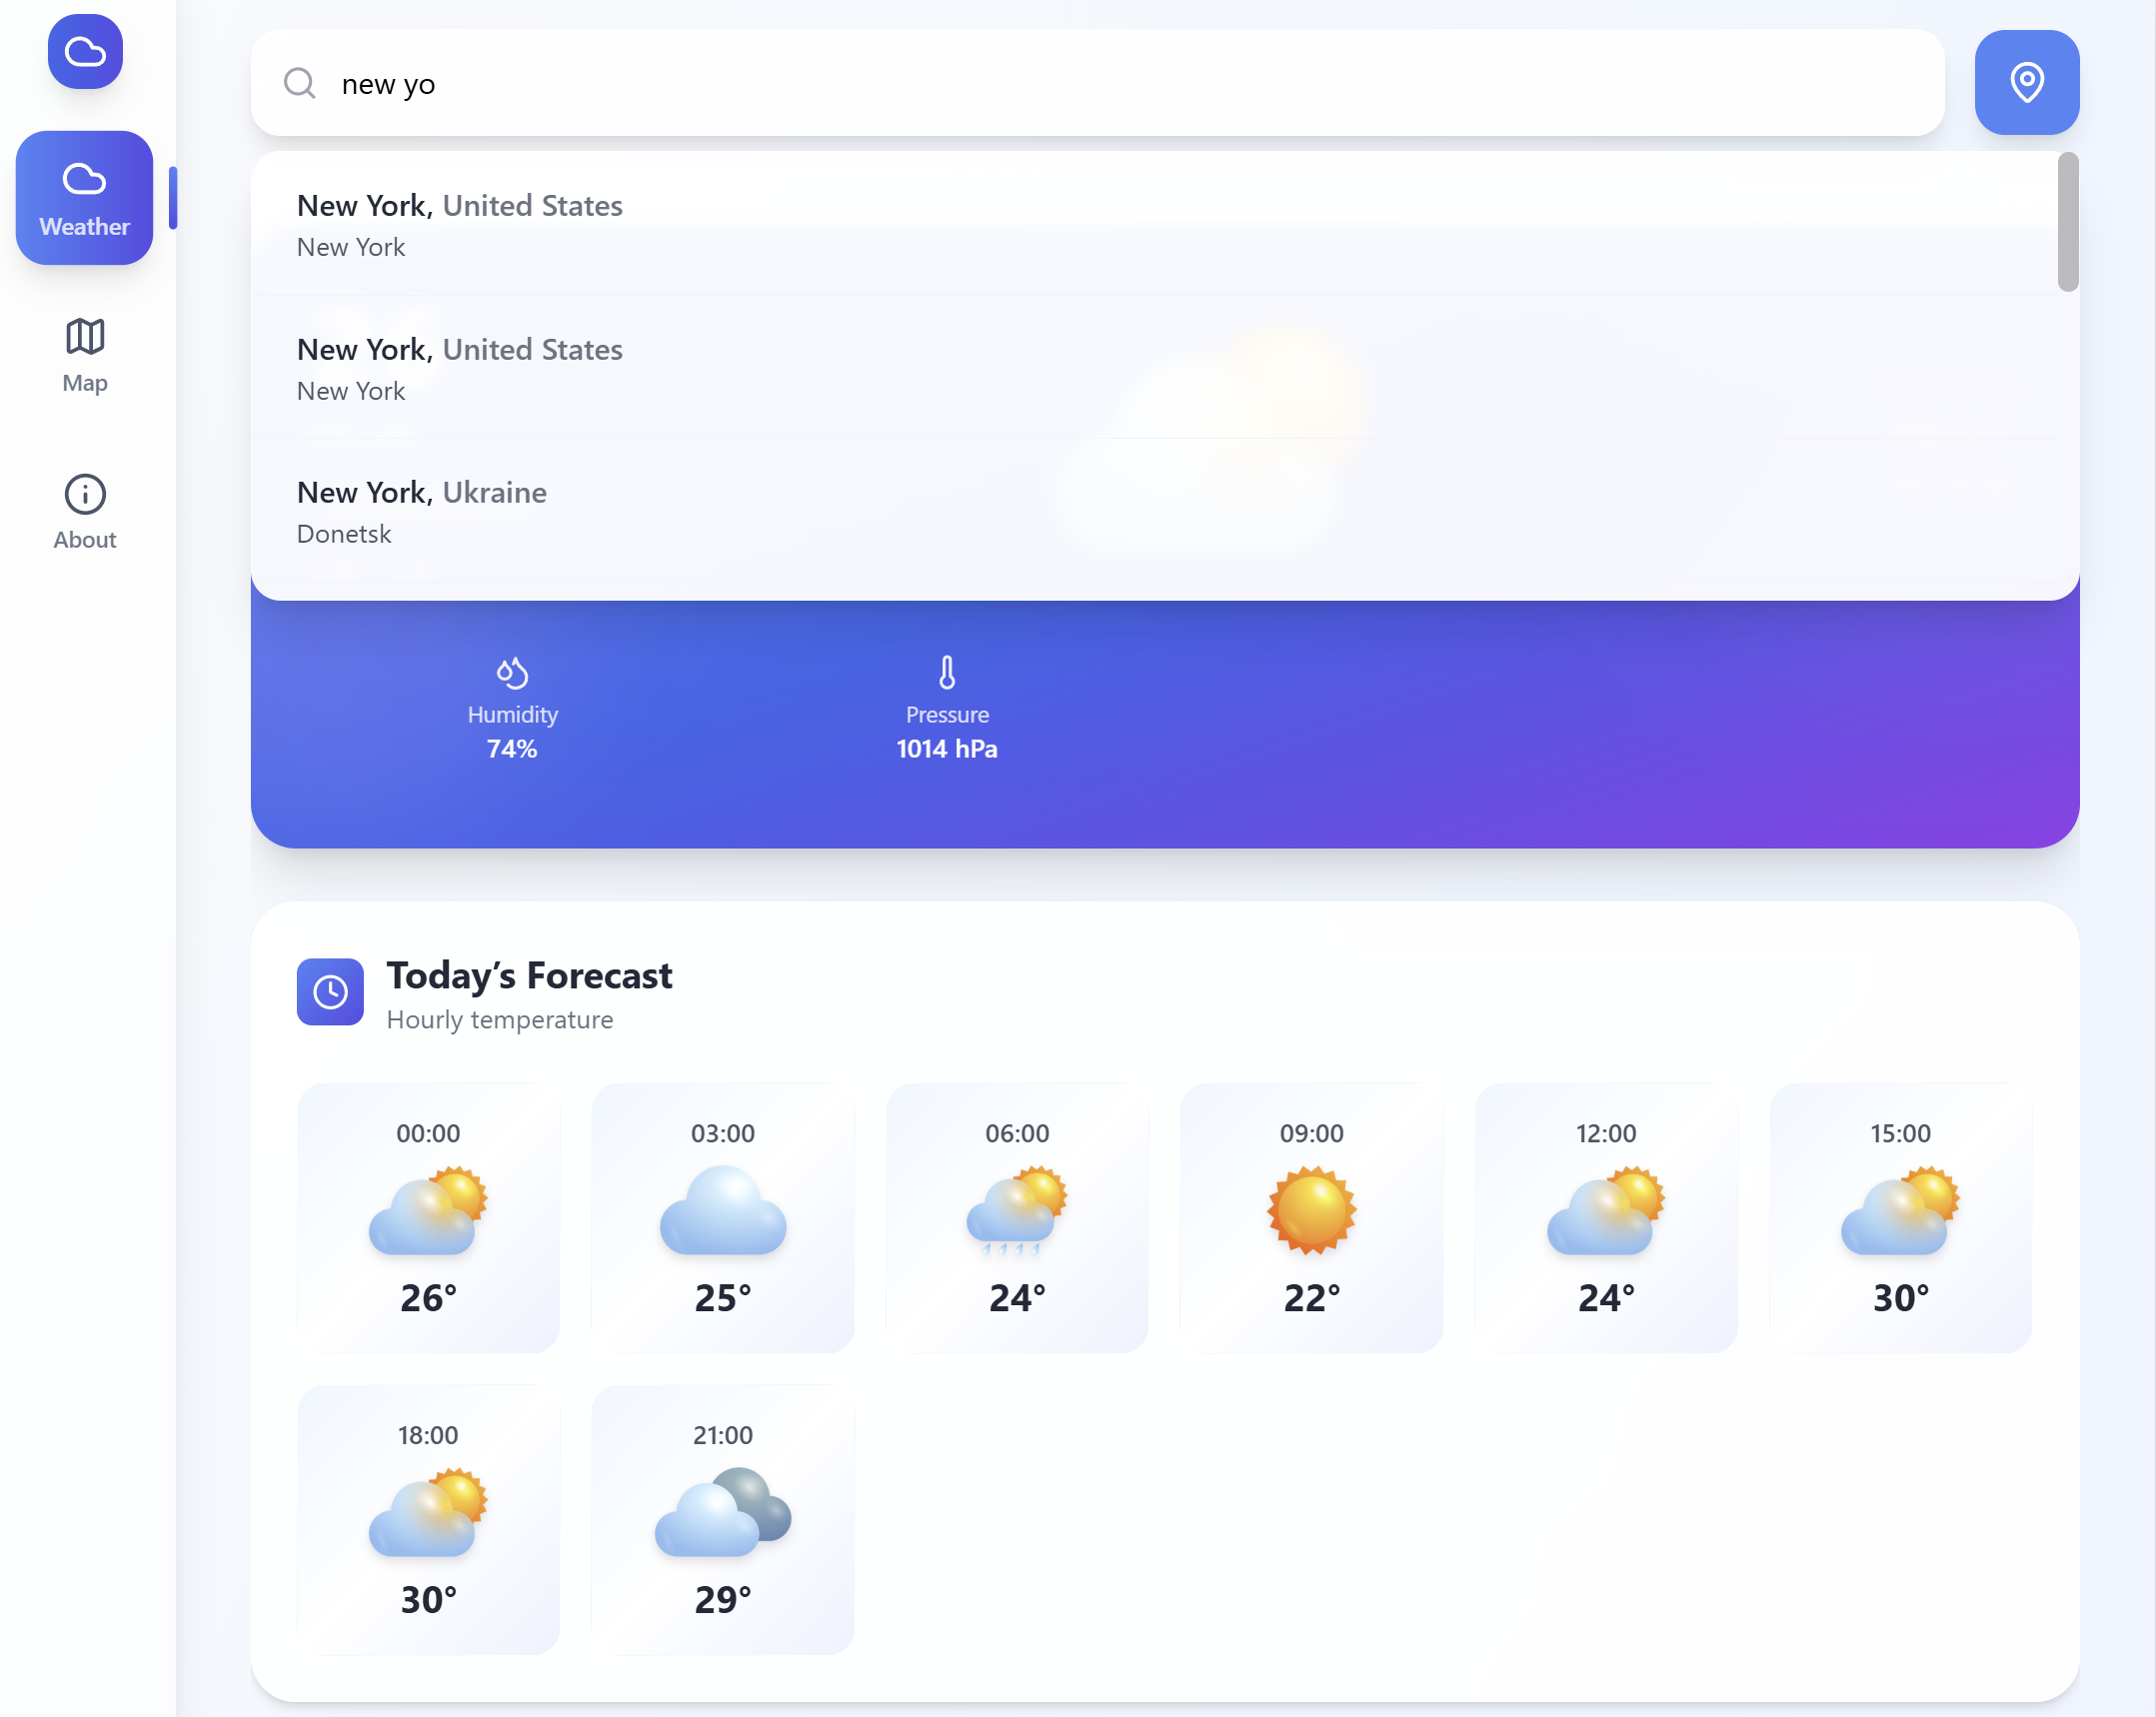 new yo
Weather
Map
About
New York, United States
New York
New York, United States
New York
New York, Ukraine
Donetsk
Humidity
74%
Pressure
1014 hPa
Today’s Forecast
Hourly temperature
00:00
26°
03:00
25°
06:00
24°
09:00
22°
12:00
24°
15:00
30°
18:00
30°
21:00
29°